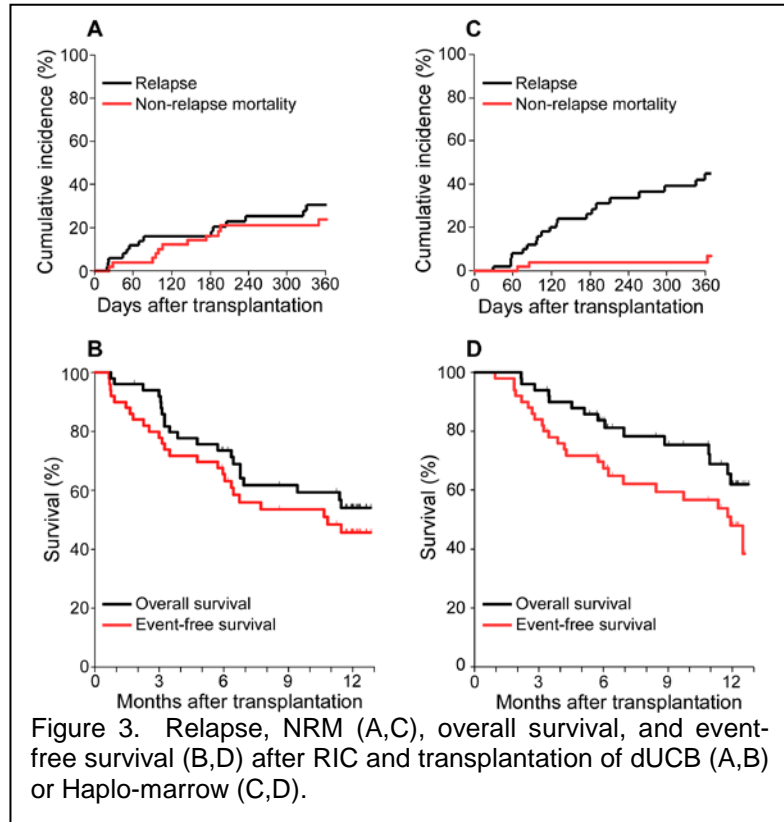 A
Cumulative incidence (%)
100
80
60
40
20
0
Relapse
Non-relapse mortality
0 60 120 180 240 300 360
Days after transplantation
C
Cumulative incidence (%)
100
80
60
40
20
0
Relapse
Non-relapse mortality
0 60 120 180 240 300 360
Days after transplantation
B
Survival (%)
100
80
60
40
20
0
Overall survival
Event-free survival
0 3 6 9 12
Months after transplantation
D
Survival (%)
100
80
60
40
20
0
Overall survival
Event-free survival
0 3 6 9 12
Months after transplantation
Figure 3. Relapse, NRM (A,C), overall survival, and event-
free survival (B,D) after RIC and transplantation of dUCB (A,B)
or Haplo-marrow (C,D).